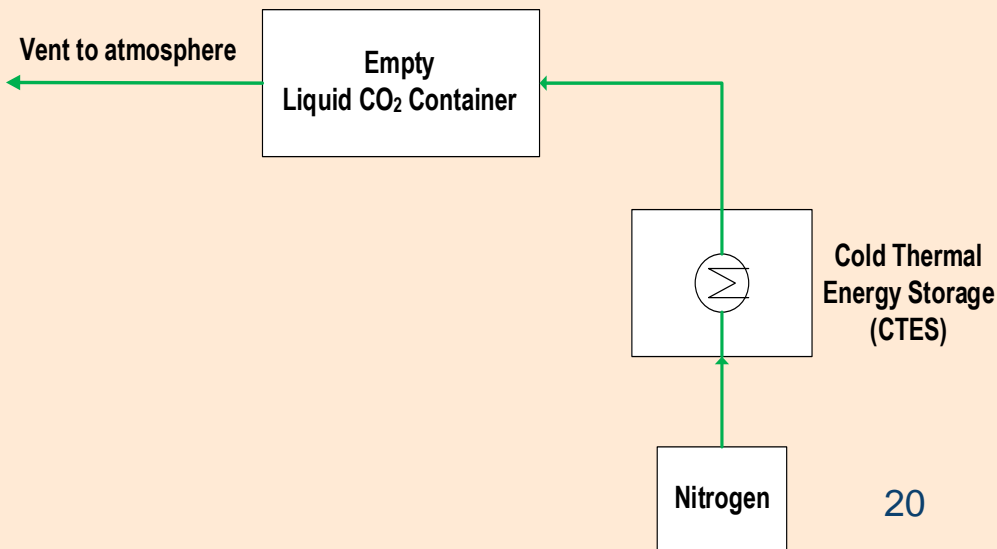 Vent to atmosphere
Empty
Liquid CO₂ Container
Cold Thermal
Energy Storage
(CTES)
Nitrogen
20